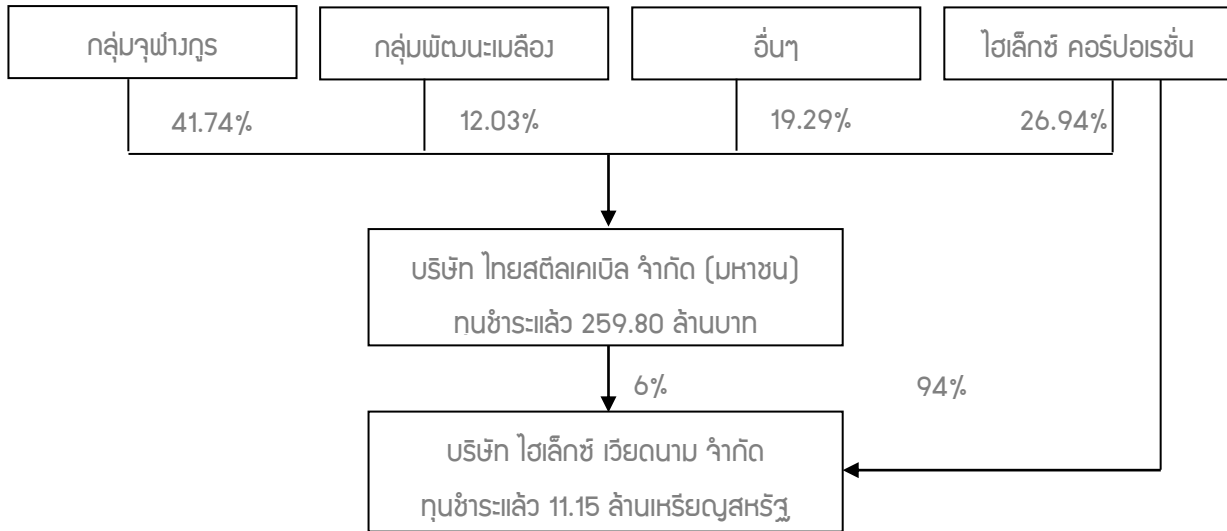 กลุ่มจุฬางกูร
กลุ่มพัฒนะเมลือง
อื่นๆ
ไฮเล็กซ์ คอร์ปอเรชั่น
41.74%
12.03%
19.29%
26.94%
บริษัท ไทยสตีลเคเบิล จำกัด (มหาชน)
ทุนชำระแล้ว 259.80 ล้านบาท
6%
94%
บริษัท ไฮเล็กซ์ เวียดนาม จำกัด
ทุนชำระแล้ว 11.15 ล้านเหรียญสหรัฐ